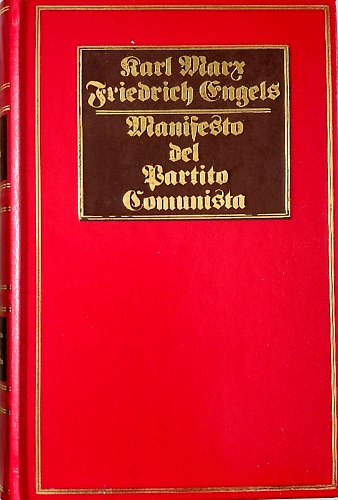 Karl Marx
Friedrich Engels
Manifesto
del
Partito
Comunista